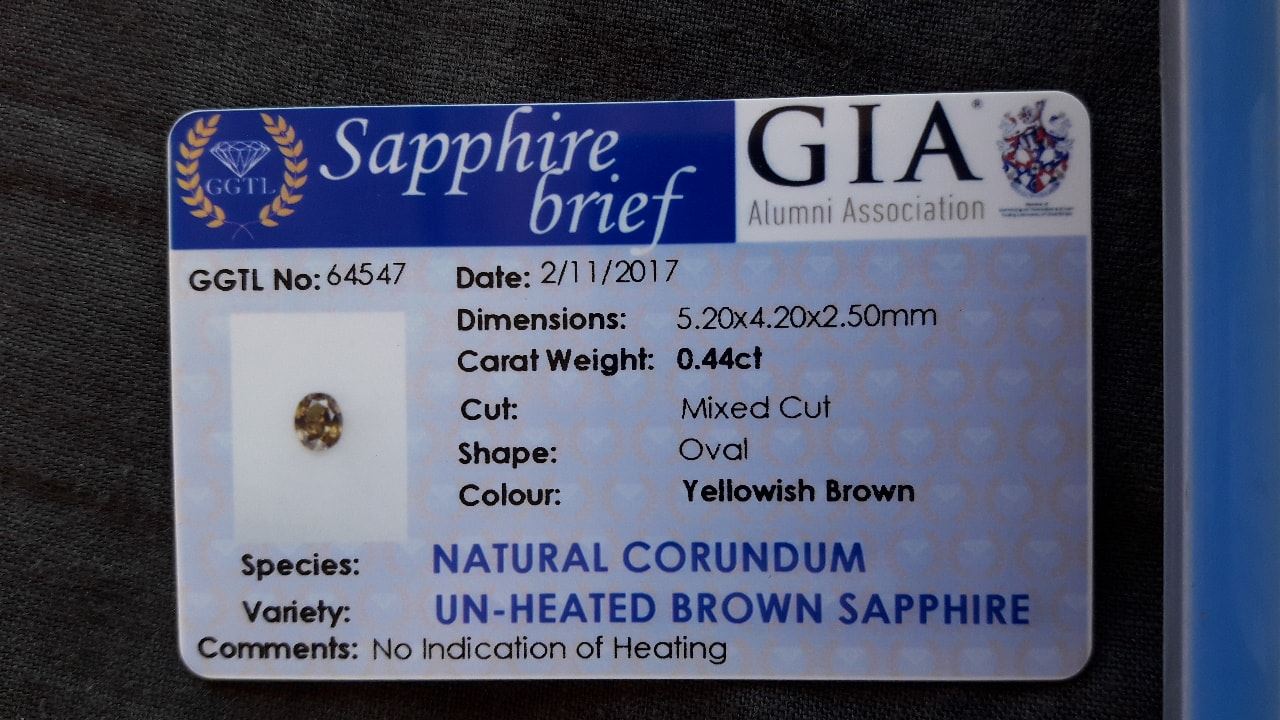 GGTL
Sapphire
brief
GIA®
Alumni Association
GGTL No: 64547
Date: 2/11/2017
Dimensions: 5.20x4.20x2.50mm
Carat Weight: 0.44ct
Cut: Mixed Cut
Shape: Oval
Colour: Yellowish Brown
Species: NATURAL CORUNDUM
Variety: UN-HEATED BROWN SAPPHIRE
Comments: No Indication of Heating